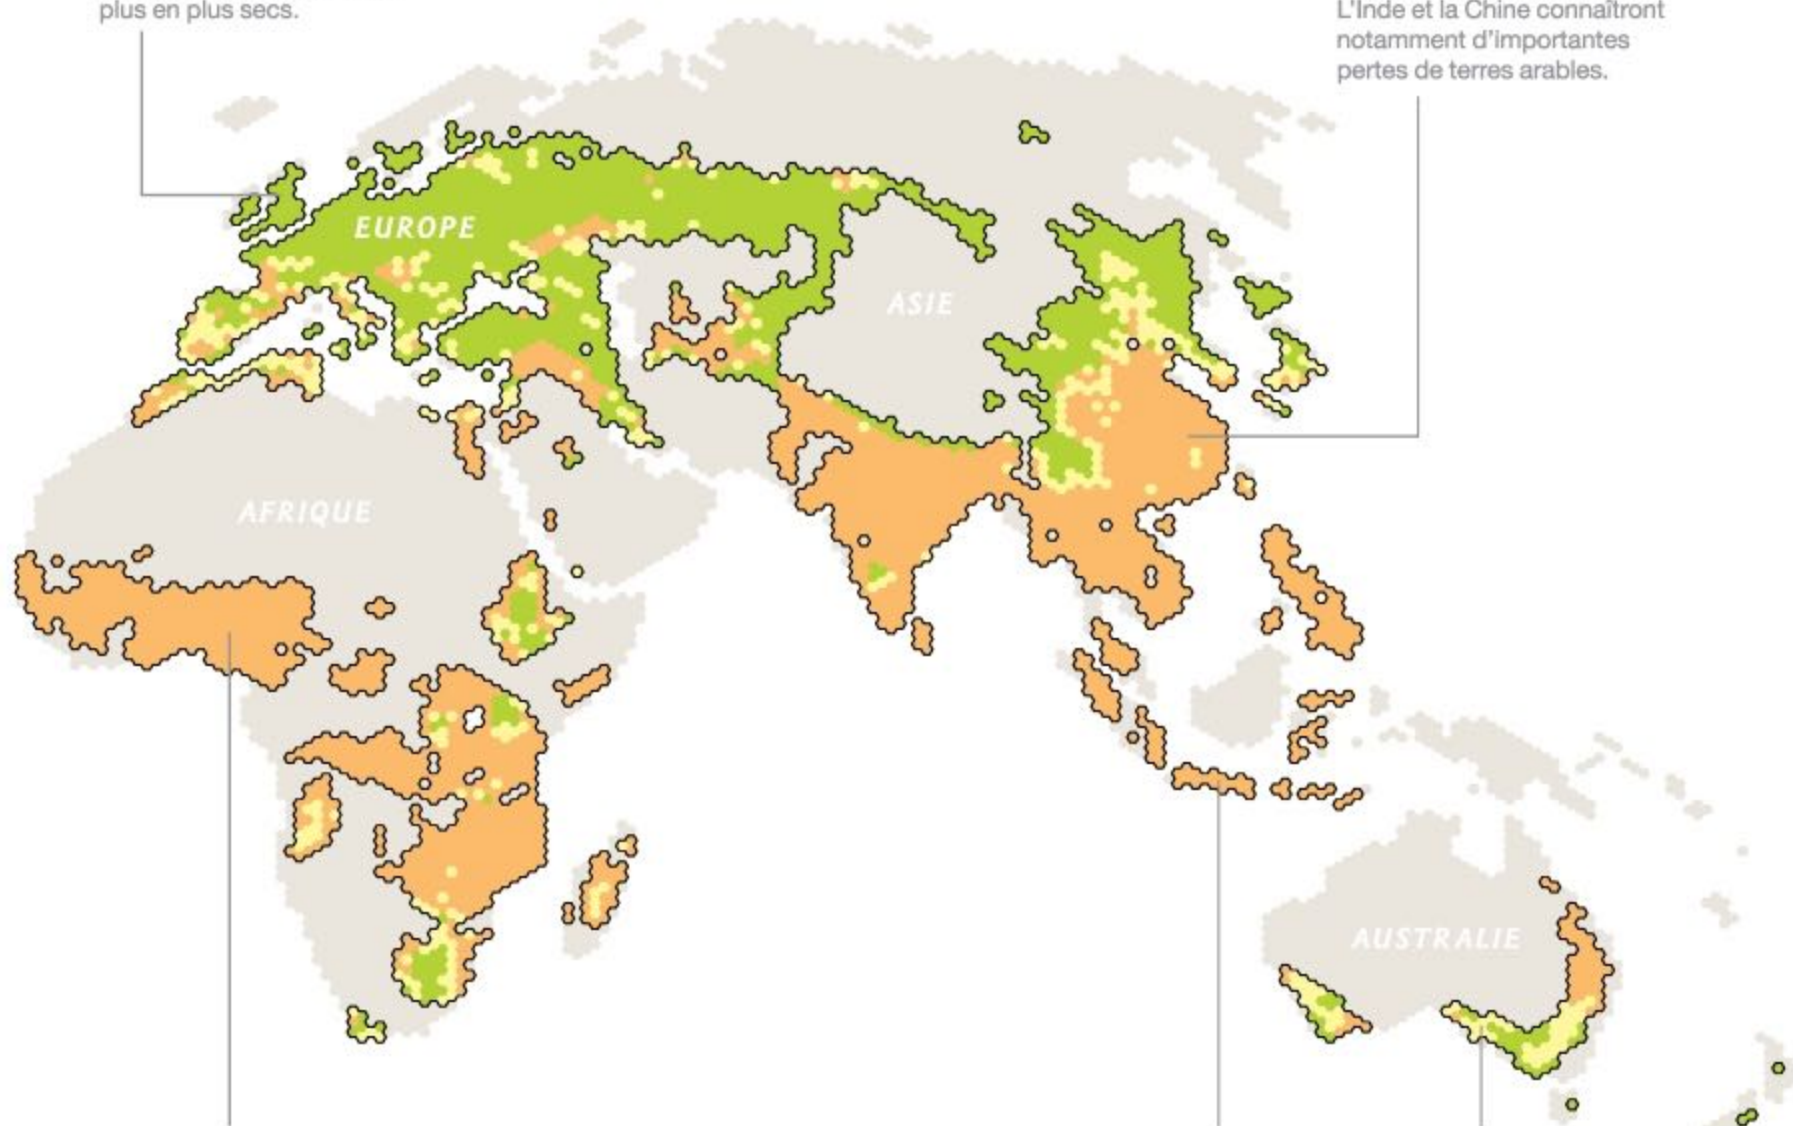 plus en plus secs.
L'Inde et la Chine connaîtront
notamment d'importantes
pertes de terres arables.
EUROPE
ASIE
AFRIQUE
AUSTRALIE